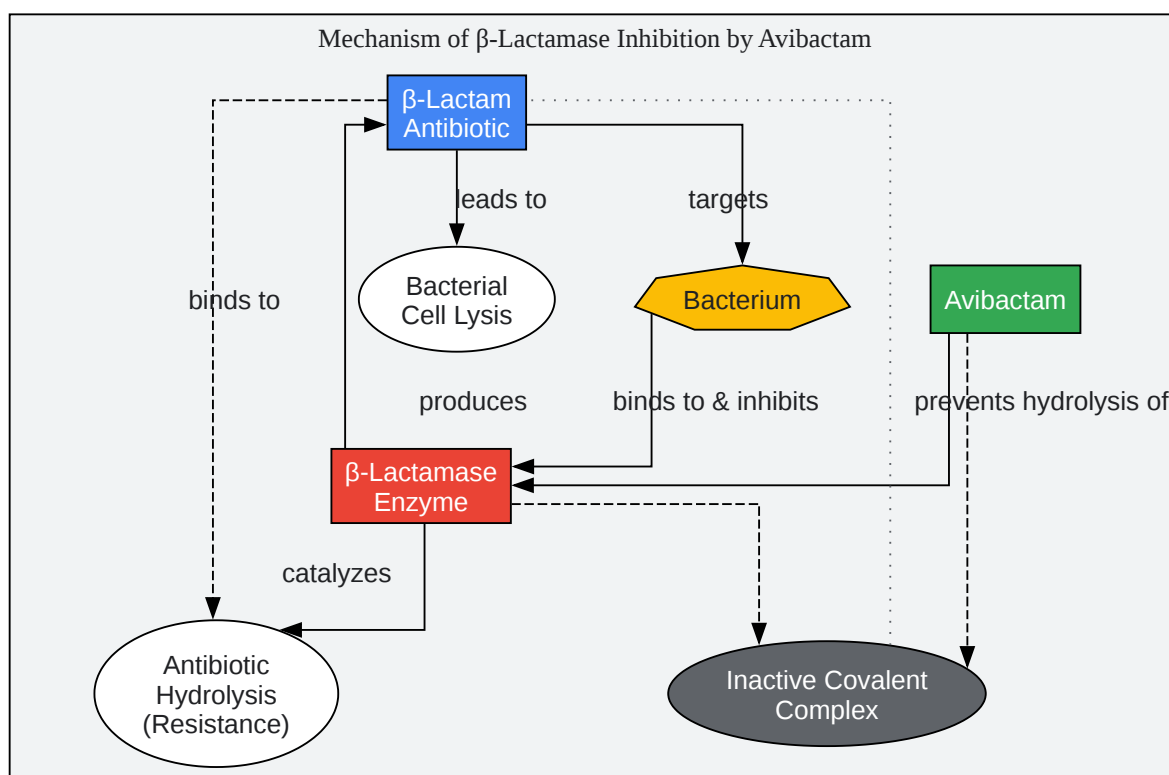 Mechanism of β-Lactamase Inhibition by Avibactam
β-Lactam
Antibiotic
leads to
targets
binds to
Bacterial
Cell Lysis
Bacterium
Avibactam
produces
binds to & inhibits
prevents hydrolysis of
β-Lactamase
Enzyme
catalyzes
Antibiotic
Hydrolysis
(Resistance)
Inactive Covalent
Complex